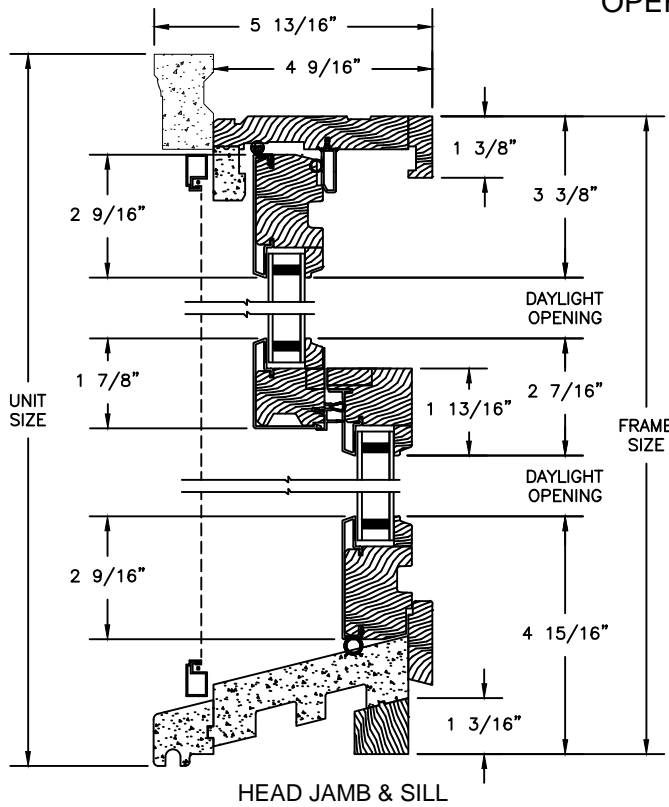 OPE
5 13/16”
4 9/16”
1 3/8”
3 3/8”
2 9/16”
DAYLIGHT
OPENING
1 7/8”
2 7/16”
1 13/16”
UNIT
SIZE
FRAME
SIZE
DAYLIGHT
OPENING
2 9/16”
4 15/16”
1 3/16”
HEAD JAMB & SILL